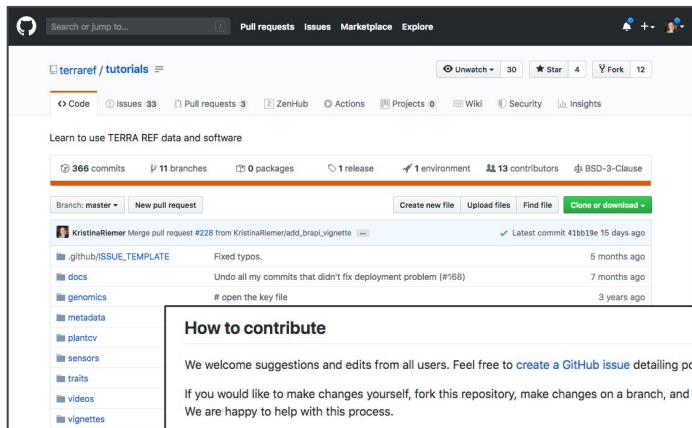 Search or jump to... /
Pull requests Issues Marketplace Explore
terraref / tutorials
Unwatch 30 Star 4 Fork 12
Code Issues 33 Pull requests 3 ZenHub Actions Projects 0 Wiki Security Insights
Learn to use TERRA REF data and software
366 commits 11 branches 0 packages 1 release 1 environment 13 contributors BSD-3-Clause
Branch: master New pull request Create new file Upload files Find file Clone or download
KristinaRiemer Merge pull request #228 from KristinaRiemer/add_brapi_vignette ... Latest commit 41bb19e 15 days ago
.github/ISSUE_TEMPLATE Fixed typos. 5 months ago
docs Undo all my commits that didn't fix deployment problem (#168) 7 months ago
genomics # open the key file 3 years ago
metadata
plantcv
sensors
traits
videos
vignettes
How to contribute
We welcome suggestions and edits from all users. Feel free to create a GitHub issue detailing po
If you would like to make changes yourself, fork this repository, make changes on a branch, and
We are happy to help with this process.